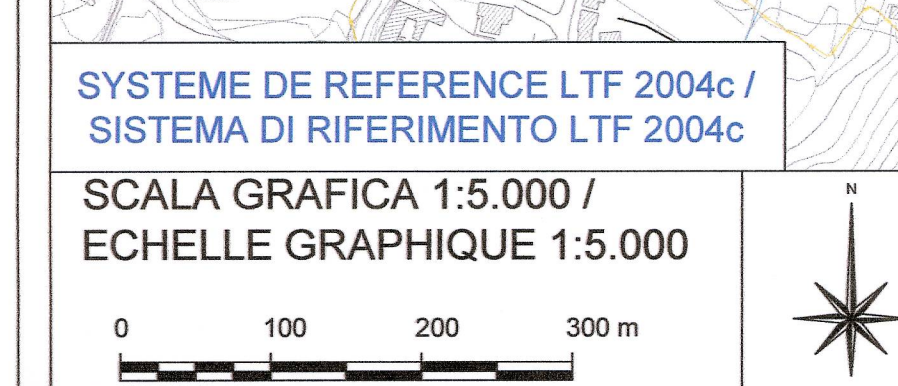 SYSTEME DE REFERENCE LTF 2004c /
SISTEMA DI RIFERIMENTO LTF 2004c
SCALA GRAFICA 1:5.000 /
ECHELLE GRAPHIQUE 1:5.000
N
0 100 200 300 m